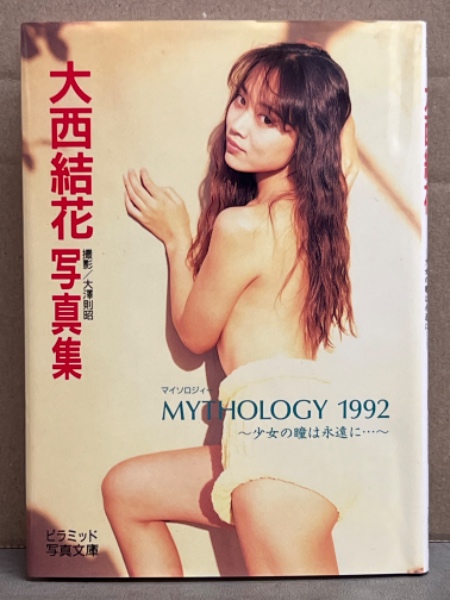 大西結花写真集
撮影／大澤則昭
マイソロジィー
MYTHOLOGY 1992
～少女の瞳は永遠に…～
ピラミッド
写真文庫